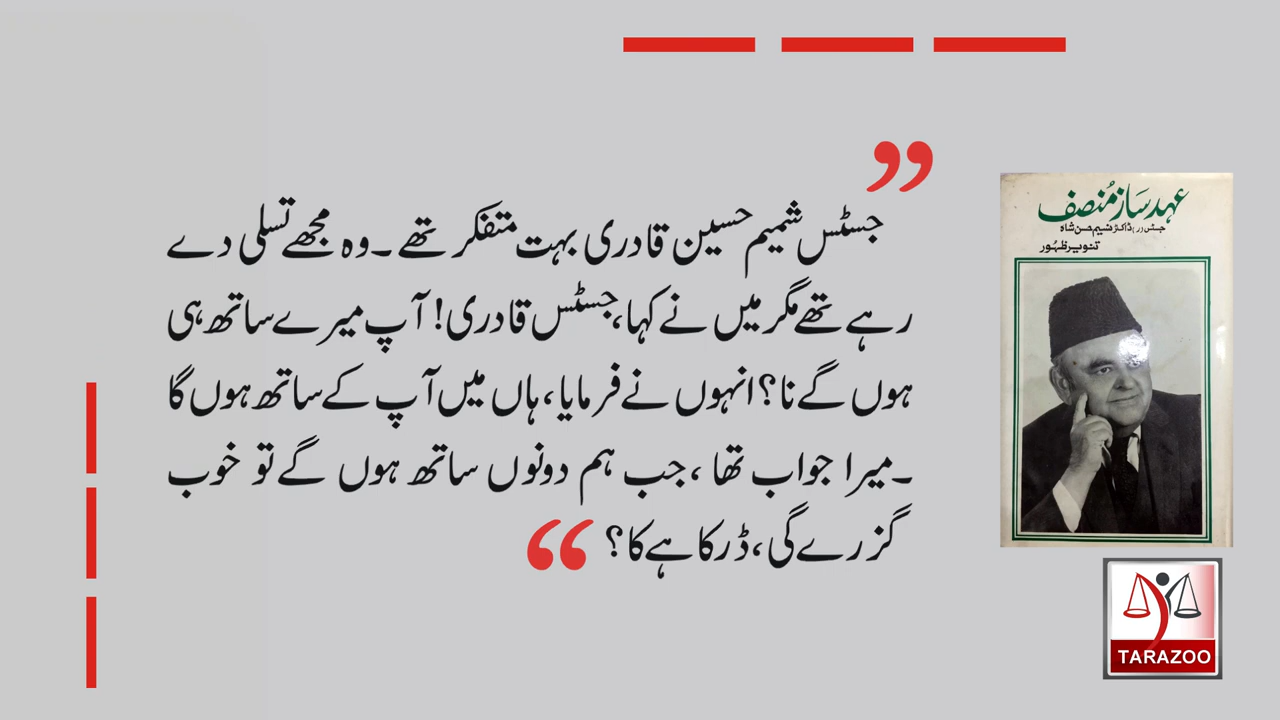 جسٹس شمیم حسین قادری بہت متفکر تھے۔ وہ مجھے تسلی دے
رہے تھے مگر میں نے کہا، جسٹس قادری! آپ میرے ساتھ ہی
ہوں گے نا؟ انہوں نے فرمایا، ہاں میں آپ کے ساتھ ہوں گا
۔ میرا جواب تھا، جب ہم دونوں ساتھ ہوں گے تو خوب
گزرے گی، ڈر کاہے کا؟
عہد ساز منصف
جسٹس (ر) ڈاکٹر نسیم حسن شاہ
تنویر ظہور
TARAZOO